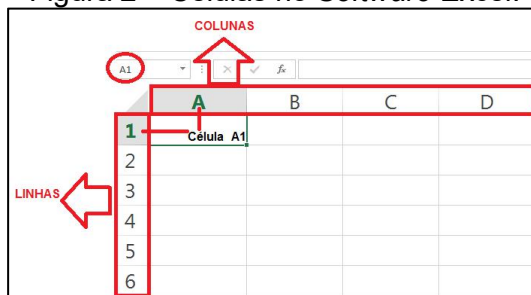 Figura 2 – Células no Software Excel.
COLUNAS
A1
fx
A B C D
1 Célula A1
2
LINHAS 3
4
5
6